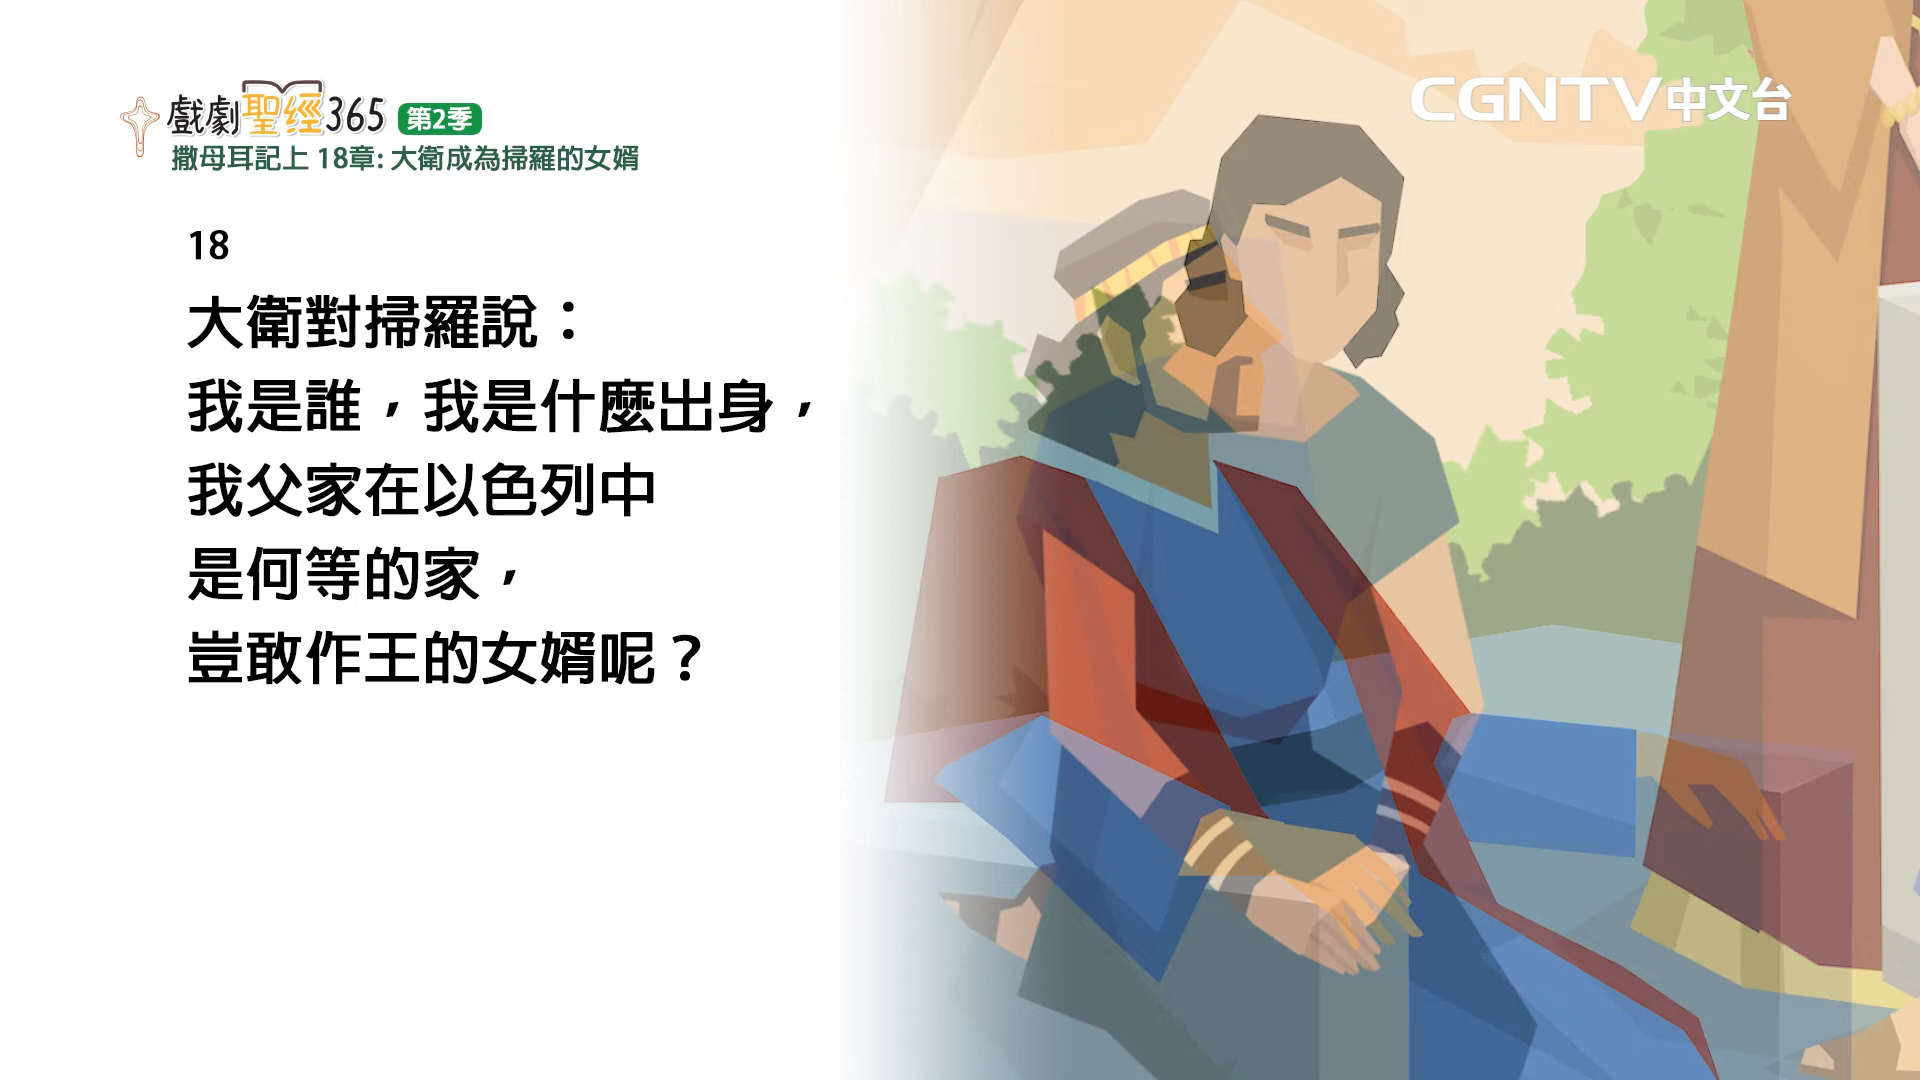 戲劇聖經365 第2季
撒母耳記上 18章: 大衛成為掃羅的女婿
CGNTV中文台
18
大衛對掃羅說：
我是誰，我是什麼出身，
我父家在以色列中
是何等的家，
豈敢作王的女婿呢？